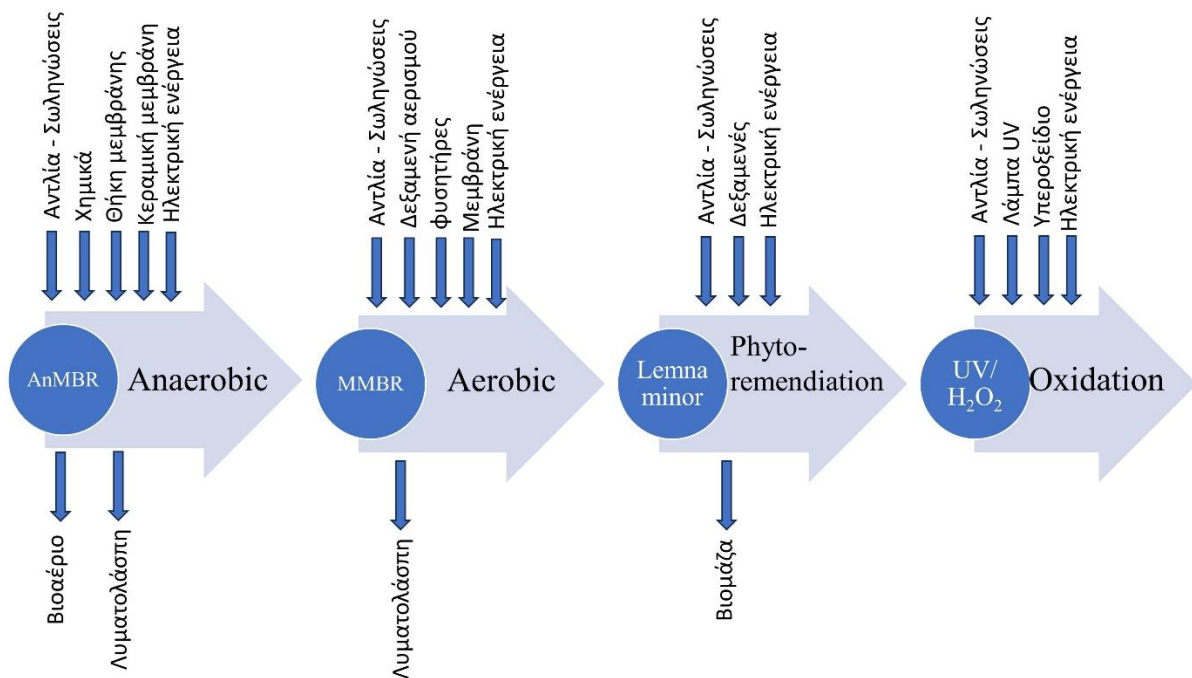 Αντλία - Σωληνώσεις
Χημικά
Θήκη μεμβράνης
Κεραμική μεμβράνη
Ηλεκτρική ενέργεια
AnMBR
Anaerobic
Βιοαέριο
Λυματολάσπη
Αντλία - Σωληνώσεις
Δεξαμενή αερισμού
φυσητήρες
Μεμβράνη
Ηλεκτρική ενέργεια
MMBR
Aerobic
Λυματολάσπη
Αντλία - Σωληνώσεις
Δεξαμενές
Ηλεκτρική ενέργεια
Lemna
minor
Phyto-
remendiation
Βιομάζα
Αντλία - Σωληνώσεις
Λάμπα UV
Υπεροξείδιο
Ηλεκτρική ενέργεια
UV/
H₂O₂
Oxidation